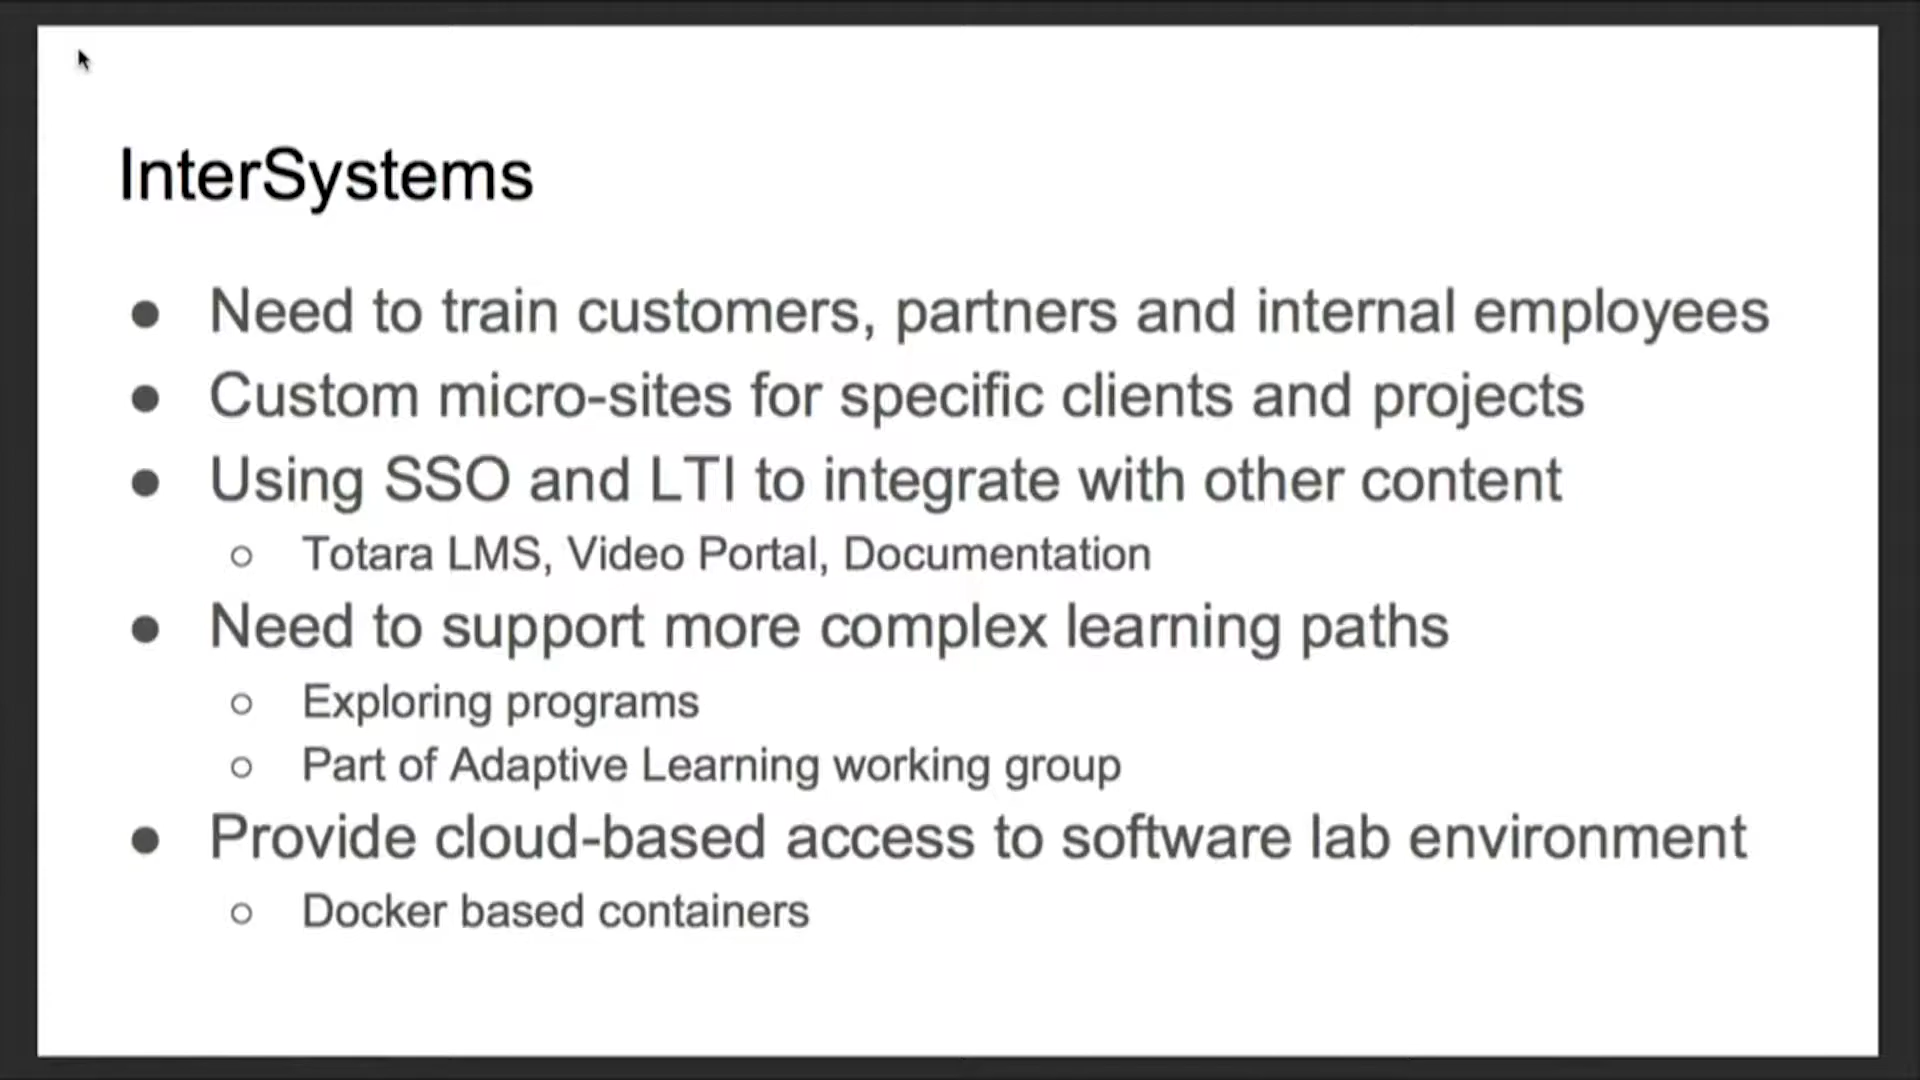 InterSystems
● Need to train customers, partners and internal employees
● Custom micro-sites for specific clients and projects
● Using SSO and LTI to integrate with other content
○ Totara LMS, Video Portal, Documentation
● Need to support more complex learning paths
○ Exploring programs
○ Part of Adaptive Learning working group
● Provide cloud-based access to software lab environment
○ Docker based containers